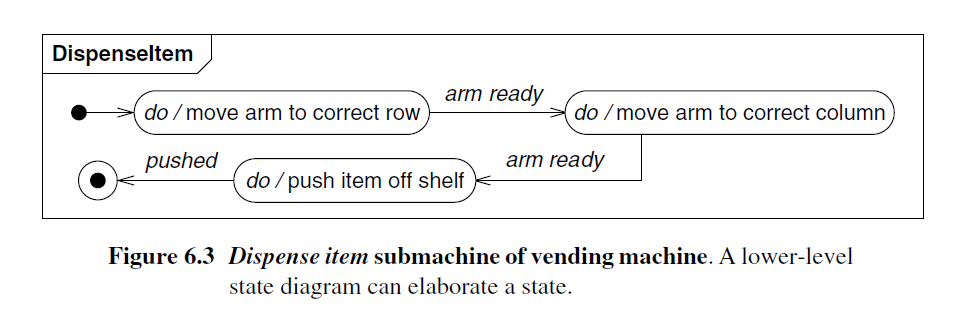 DispenseItem
arm ready
do / move arm to correct row
do / move arm to correct column
pushed
arm ready
do / push item off shelf
Figure 6.3 Dispense item submachine of vending machine. A lower-level
state diagram can elaborate a state.